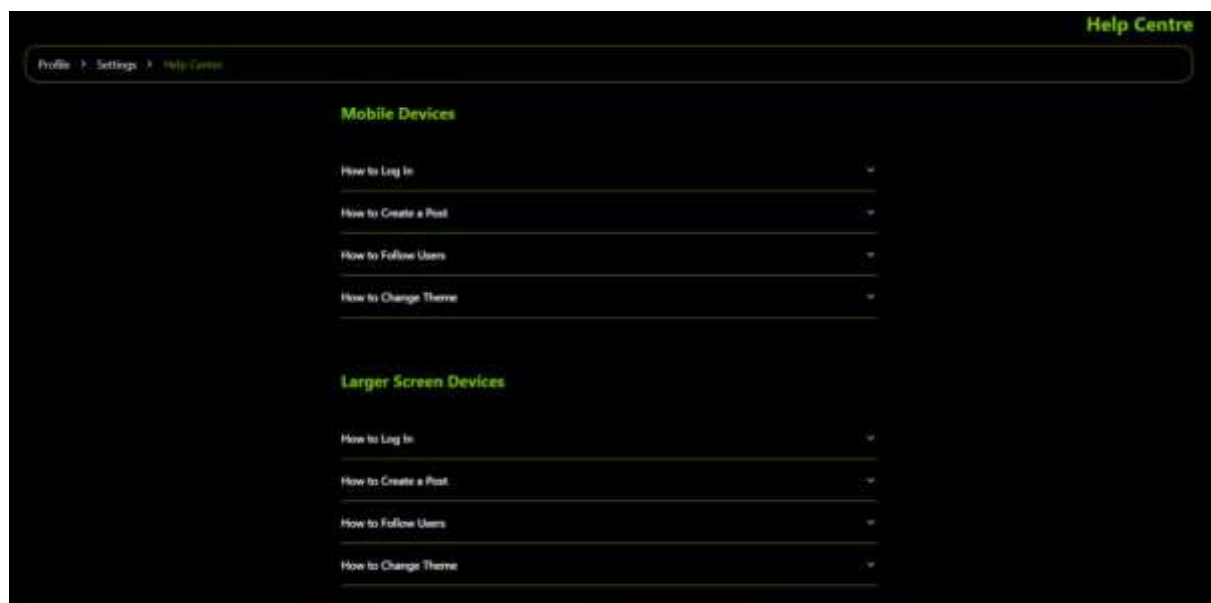 Help Centre
Profile > Settings > Help Center
Mobile Devices
How to Log In
How to Create a Post
How to Follow Users
How to Change Theme
Larger Screen Devices
How to Log In
How to Create a Post
How to Follow Users
How to Change Theme